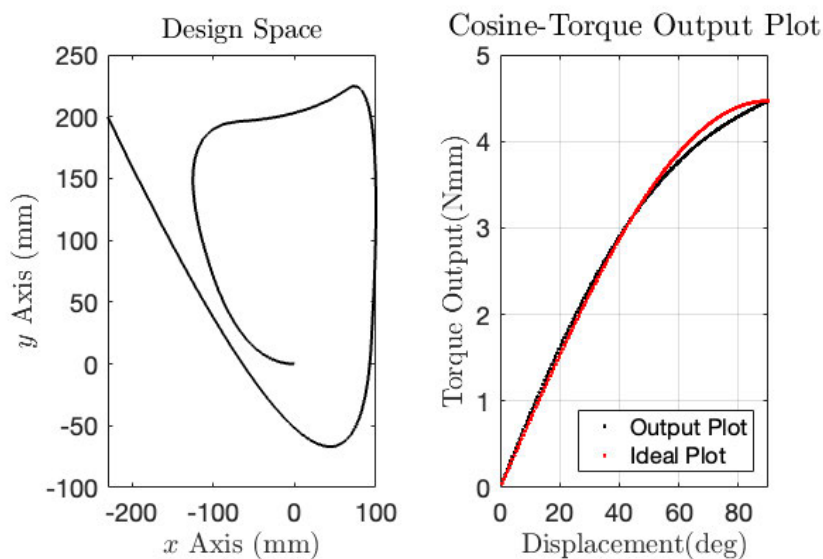 Design Space
250
200
150
100
50
0
-50
-100
-200
-100
0
100
x Axis (mm)
y Axis (mm)
Cosine-Torque Output Plot
5
4
3
2
1
0
0
20
40
60
80
Displacement(deg)
Torque Output(Nmm)
Output Plot
Ideal Plot